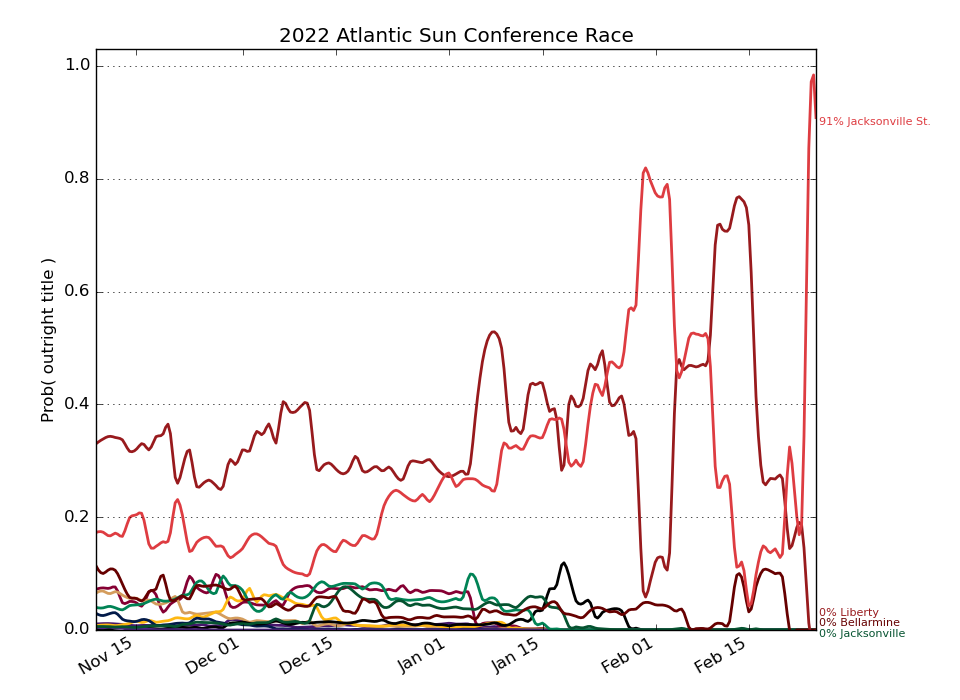 2022 Atlantic Sun Conference Race
1.0
0.8
0.6
0.4
0.2
0.0
Prob( outright title )
Nov 15
Dec 01
Dec 15
Jan 01
Jan 15
Feb 01
Feb 15
91% Jacksonville St.
0% Liberty
0% Bellarmine
0% Jacksonville